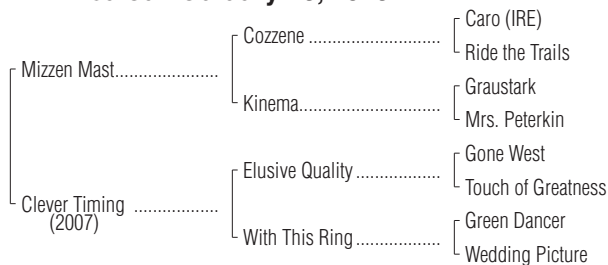 Caro (IRE)
Cozzene
Ride the Trails
Mizzen Mast
Graustark
Kinema
Mrs. Peterkin
Gone West
Elusive Quality
Touch of Greatness
Clever Timing
(2007)
Green Dancer
With This Ring
Wedding Picture